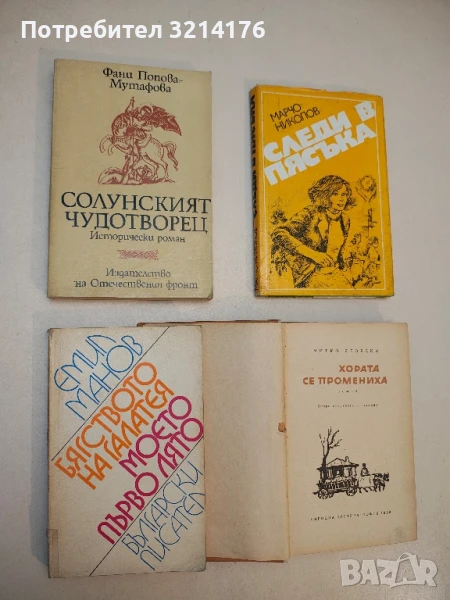 Потребител 3214176
Фани Попова-
Мутафова
СОЛУНСКИЯТ
ЧУДОТВОРЕЦ
Исторически роман
Издателство
на Отечествения фронт
МАРЧО
НИКОЛОВ
СЛЕДИ В
ПЯСЪКА
ЕМИЛ
МАНОВ
БЯГСТВОТО
НА ГАЛАТЕЯ
МОЕТО
ПЪРВО ЛЯТО
БЪЛГАРСКИ
ПИСАТЕЛ
ХОРАТА
СЕ ПРОМЕНИХА
BAZAR